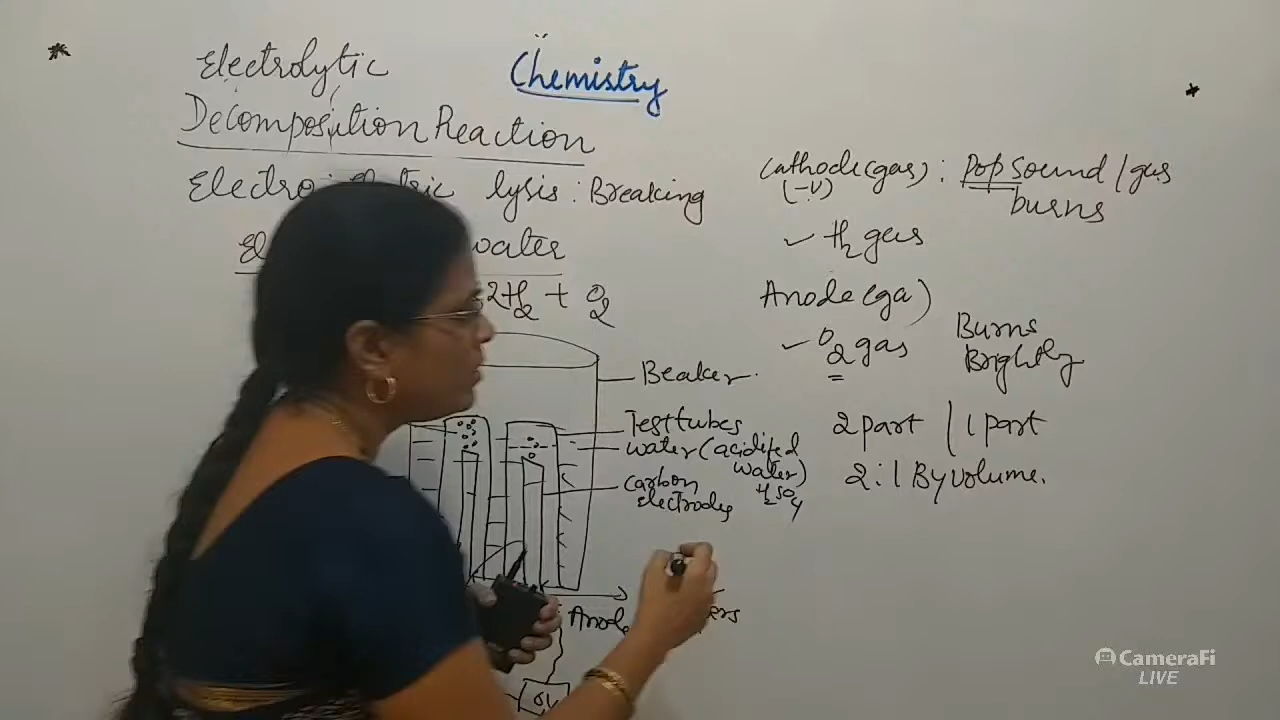 Electrolytic
Chemistry
Decomposition Reaction
lysis : Breaking
water
2H2 + O2
Beaker
Test tubes
water (acidified
water)
H2SO4
carbon
electrodes
Anode
6V
Cathode (gas) : Pop sound / gas
(-v)
burns
✓ H2 gas
Anode (ga )
✓ O2 gas
Burns
Brightly
2 part | 1 part
2 : 1 By volume.
CameraFi
LIVE